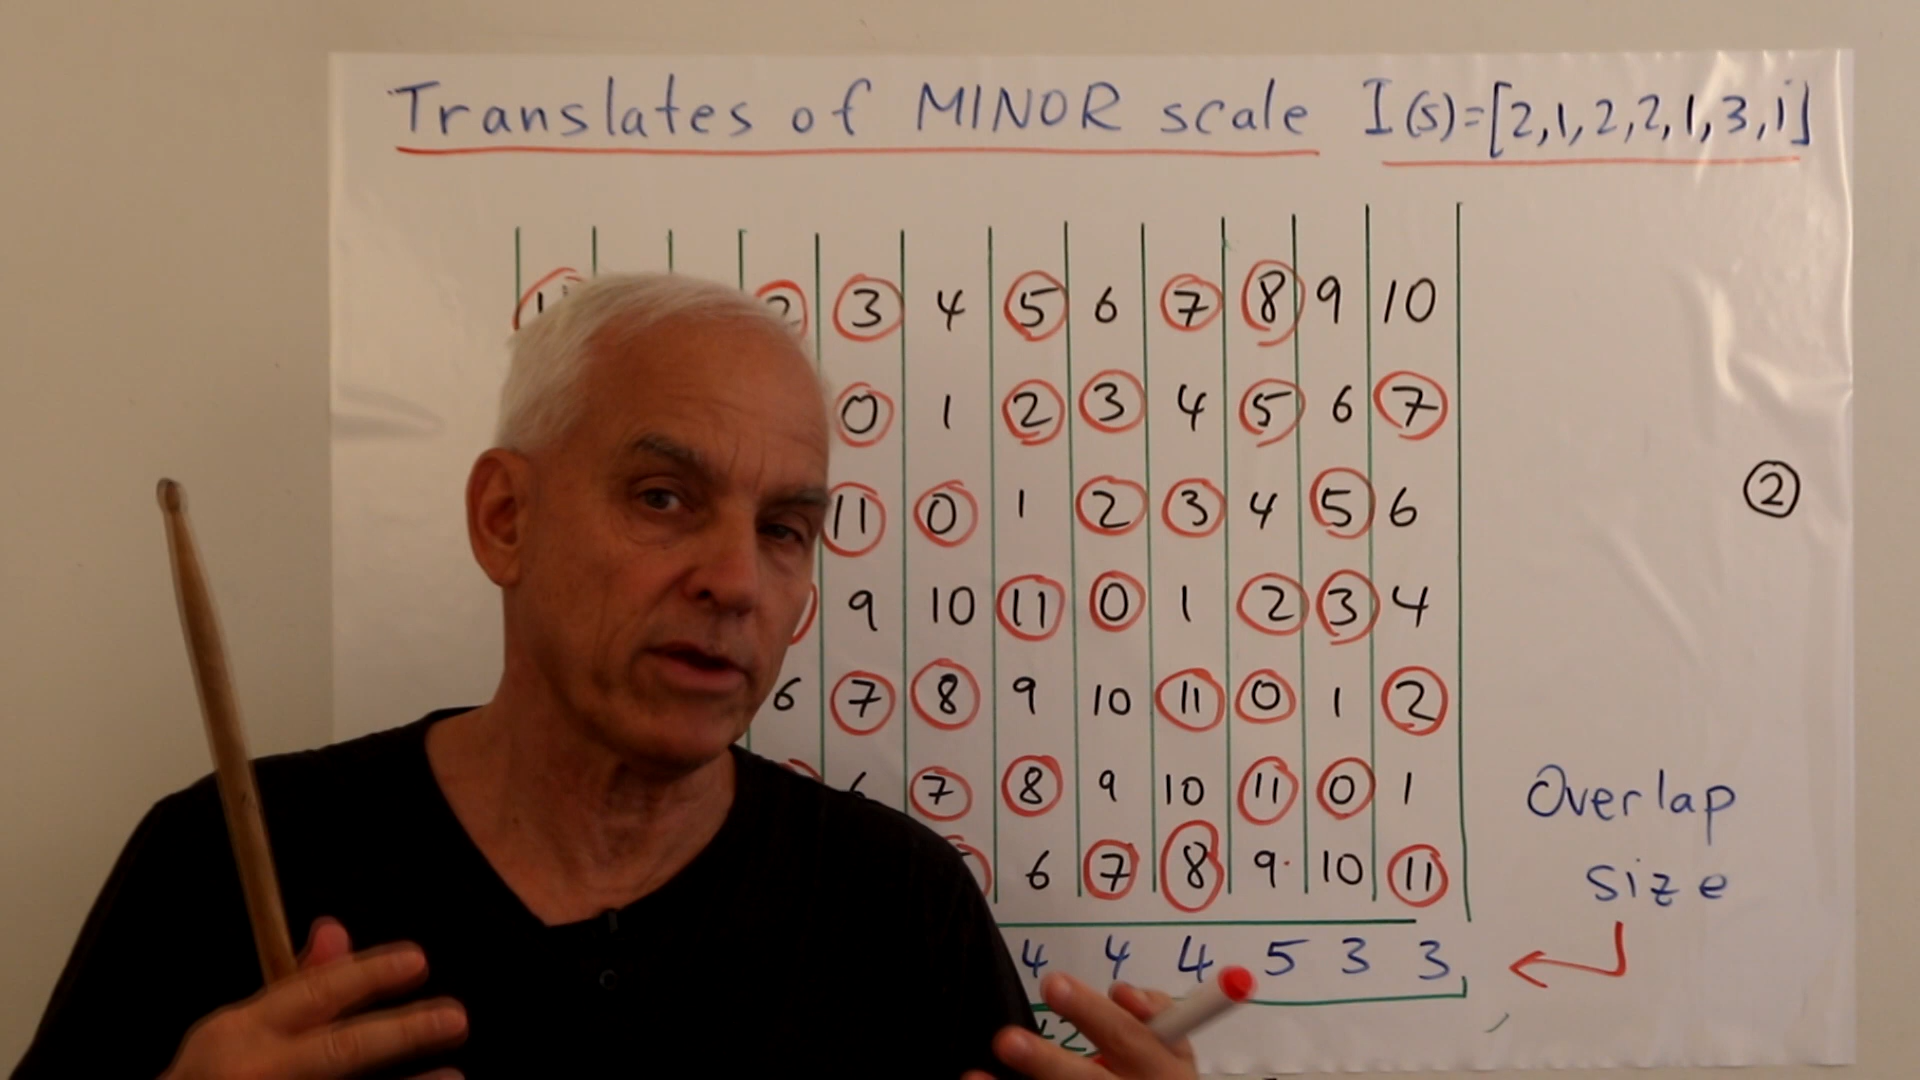 Translates of MINOR scale I(s)=[2,1,2,2,1,3,1]
2 3 4 5 6 7 8 9 10
0 1 2 3 4 5 6 7
11 0 1 2 3 4 5 6
2
9 10 11 0 1 2 3 4
6 7 8 9 10 11 0 1 2
6 7 8 9 10 11 0 1
6 7 8 9 10 11
Overlap
size
4 4 4 5 3 3